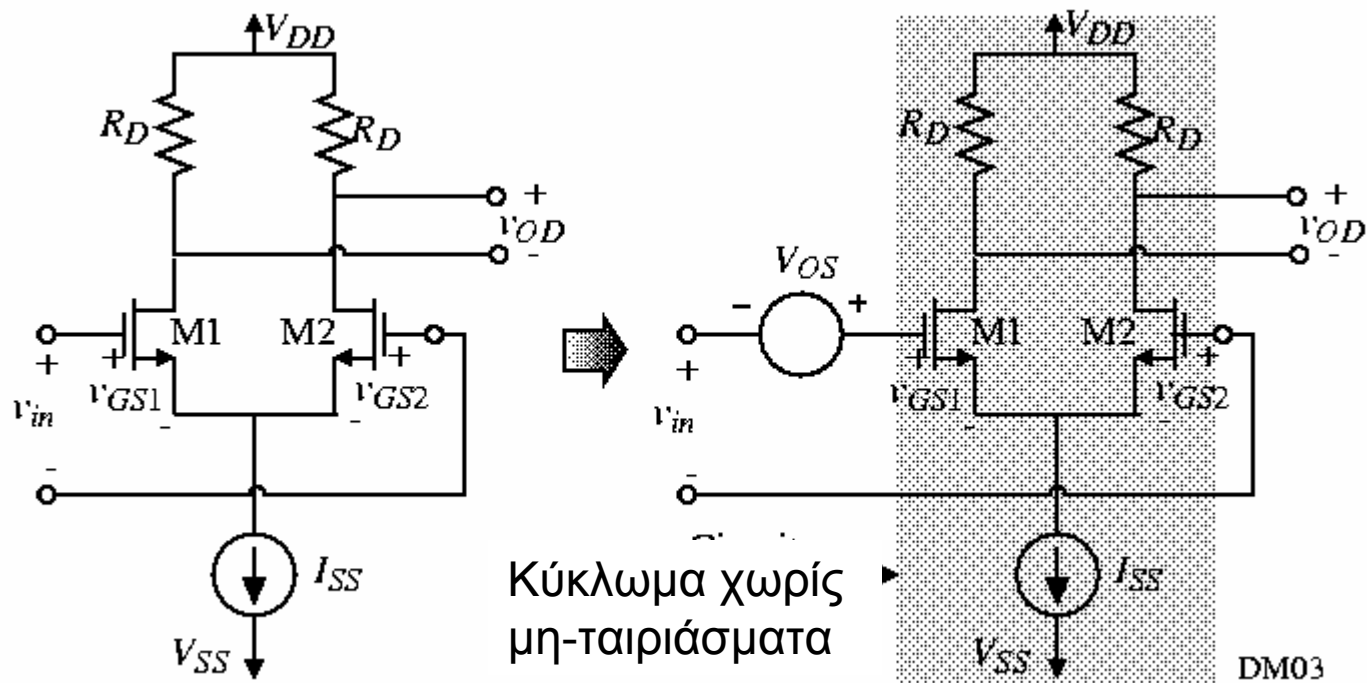 V_DD
R_D
R_D
+
v_OD
-
M1
M2
+
v_in
-
+
v_GS1
-
+
v_GS2
-
I_SS
V_SS
V_DD
R_D
R_D
+
v_OD
-
V_OS
-
+
M1
M2
+
v_in
-
+
v_GS1
-
+
v_GS2
-
Κύκλωμα χωρίς
μη-ταιριάσματα
I_SS
V_SS
DM03